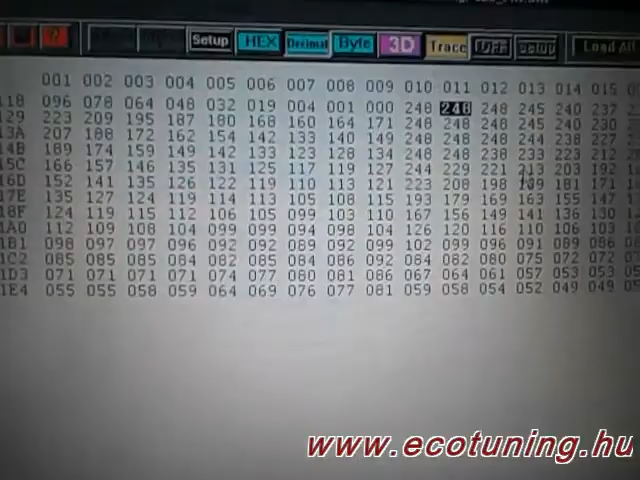 ? Setup HEX Decimal Byte 3D Trace OFF Setup Load All
001 002 003 004 005 006 007 008 009 010 011 012 013 014 015
118 096 078 064 048 032 019 004 001 000 248 248 248 245 240 237
129 223 209 195 187 180 168 160 164 171 248 248 248 245 240 230
13A 207 188 172 162 154 142 133 140 149 248 248 248 244 238 227
14B 189 174 159 149 142 133 123 128 134 248 248 238 233 223 212
15C 166 157 146 135 131 125 117 119 127 244 229 221 213 203 192
16D 152 141 135 126 122 119 110 113 121 223 208 198 181 171
17E 135 127 124 119 114 113 105 108 115 193 179 169 163 155 147
18F 124 119 115 112 106 105 099 103 110 167 156 149 141 136 130
1A0 112 109 108 104 099 099 094 098 104 126 120 116 110 106 103
1B1 098 097 097 096 092 092 089 092 099 102 099 096 091 089 086
1C2 085 085 085 084 082 085 084 086 092 084 082 080 075 072 072
1D3 071 071 071 071 074 077 080 081 086 067 064 061 057 053 053
1E4 055 055 058 059 064 069 076 077 081 059 058 054 052 049 049
www.ecotuning.hu